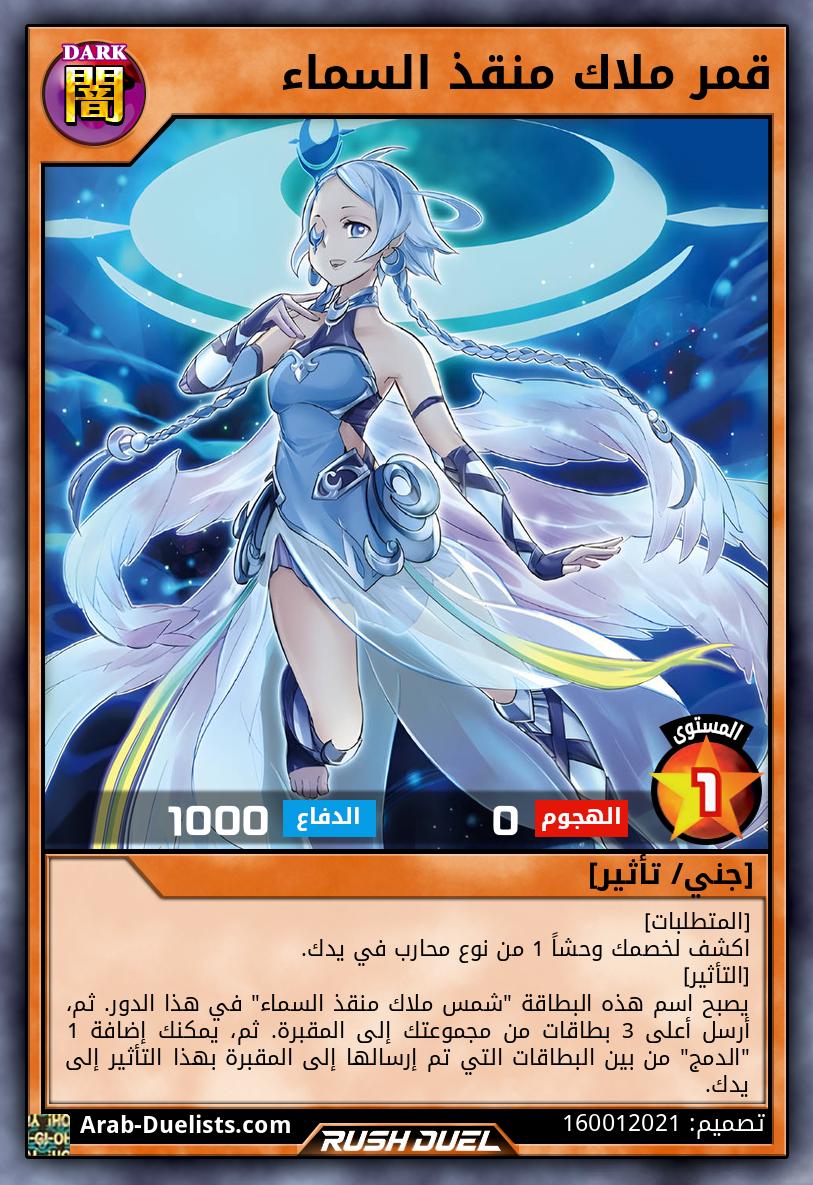 DARK
闇
قمر ملاك منقذ السماء
المستوى
1
الهجوم 0
الدفاع 1000
[جني/ تأثير]
[المتطلبات]
اكشف لخصمك وحشاً 1 من نوع محارب في يدك.
[التأثير]
يصبح اسم هذه البطاقة "شمس ملاك منقذ السماء" في هذا الدور. ثم،
أرسل أعلى 3 بطاقات من مجموعتك إلى المقبرة. ثم، يمكنك إضافة 1
"الدمج" من بين البطاقات التي تم إرسالها إلى المقبرة بهذا التأثير إلى
يدك.
تصميم: 160012021
Arab-Duelists.com
RUSH DUEL